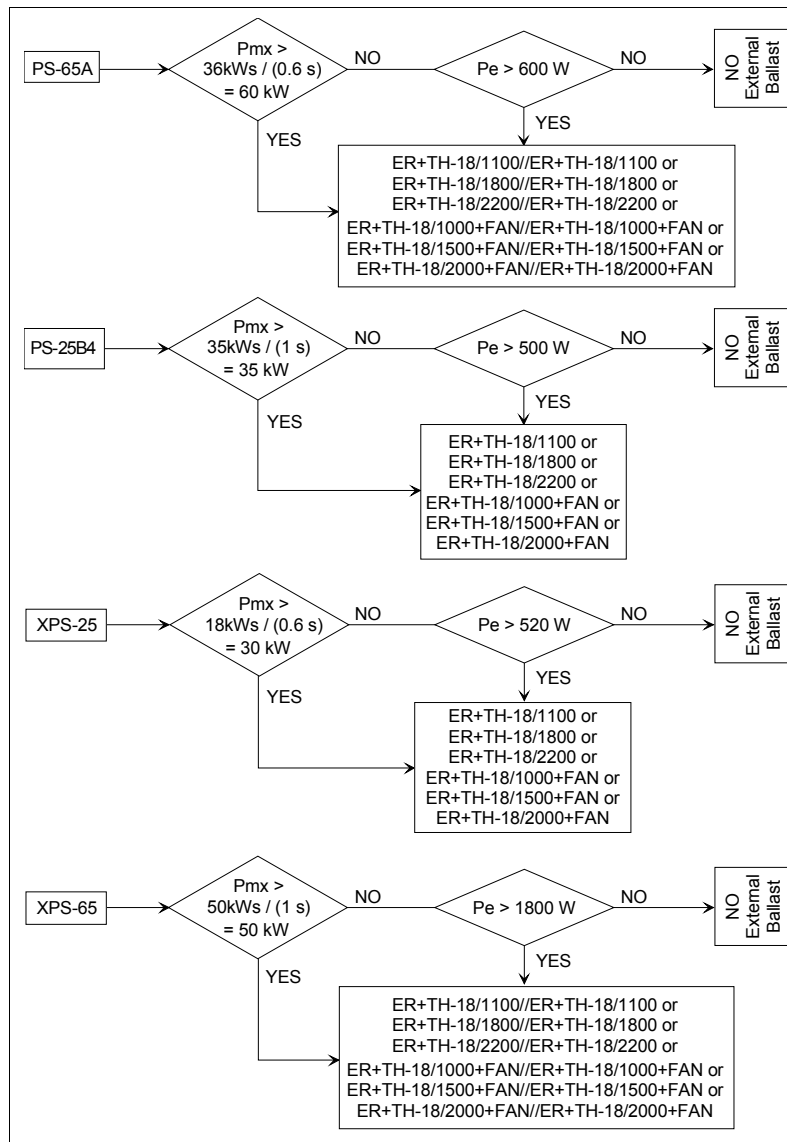 PS-65A
Pmx >
36kWs / (0.6 s)
= 60 kW
NO
Pe > 600 W
NO
NO
External
Ballast
YES
YES
ER+TH-18/1100//ER+TH-18/1100 or
ER+TH-18/1800//ER+TH-18/1800 or
ER+TH-18/2200//ER+TH-18/2200 or
ER+TH-18/1000+FAN//ER+TH-18/1000+FAN or
ER+TH-18/1500+FAN//ER+TH-18/1500+FAN or
ER+TH-18/2000+FAN//ER+TH-18/2000+FAN
PS-25B4
Pmx >
35kWs / (1 s)
= 35 kW
NO
Pe > 500 W
NO
NO
External
Ballast
YES
YES
ER+TH-18/1100 or
ER+TH-18/1800 or
ER+TH-18/2200 or
ER+TH-18/1000+FAN or
ER+TH-18/1500+FAN or
ER+TH-18/2000+FAN
XPS-25
Pmx >
18kWs / (0.6 s)
= 30 kW
NO
Pe > 520 W
NO
NO
External
Ballast
YES
YES
ER+TH-18/1100 or
ER+TH-18/1800 or
ER+TH-18/2200 or
ER+TH-18/1000+FAN or
ER+TH-18/1500+FAN or
ER+TH-18/2000+FAN
XPS-65
Pmx >
50kWs / (1 s)
= 50 kW
NO
Pe > 1800 W
NO
NO
External
Ballast
YES
YES
ER+TH-18/1100//ER+TH-18/1100 or
ER+TH-18/1800//ER+TH-18/1800 or
ER+TH-18/2200//ER+TH-18/2200 or
ER+TH-18/1000+FAN//ER+TH-18/1000+FAN or
ER+TH-18/1500+FAN//ER+TH-18/1500+FAN or
ER+TH-18/2000+FAN//ER+TH-18/2000+FAN